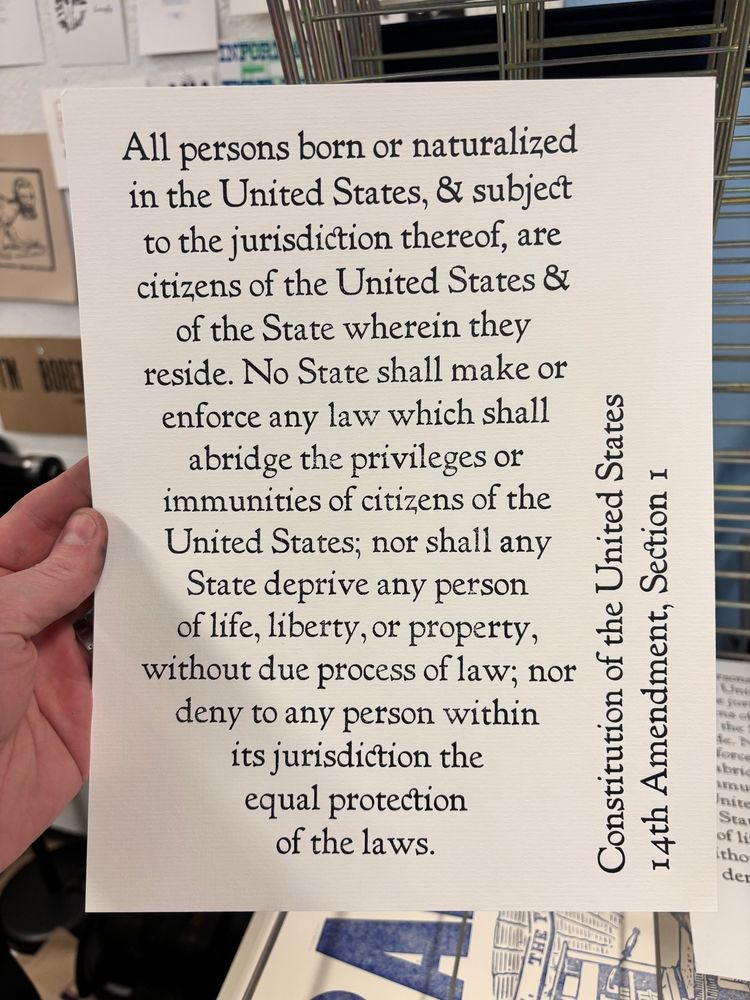 All persons born or naturalized
in the United States, & subject
to the jurisdiction thereof, are
citizens of the United States &
of the State wherein they
reside. No State shall make or
enforce any law which shall
abridge the privileges or
immunities of citizens of the
United States; nor shall any
State deprive any person
of life, liberty, or property,
without due process of law; nor
deny to any person within
its jurisdiction the
equal protection
of the laws.
Constitution of the United States
14th Amendment, Section 1
THE